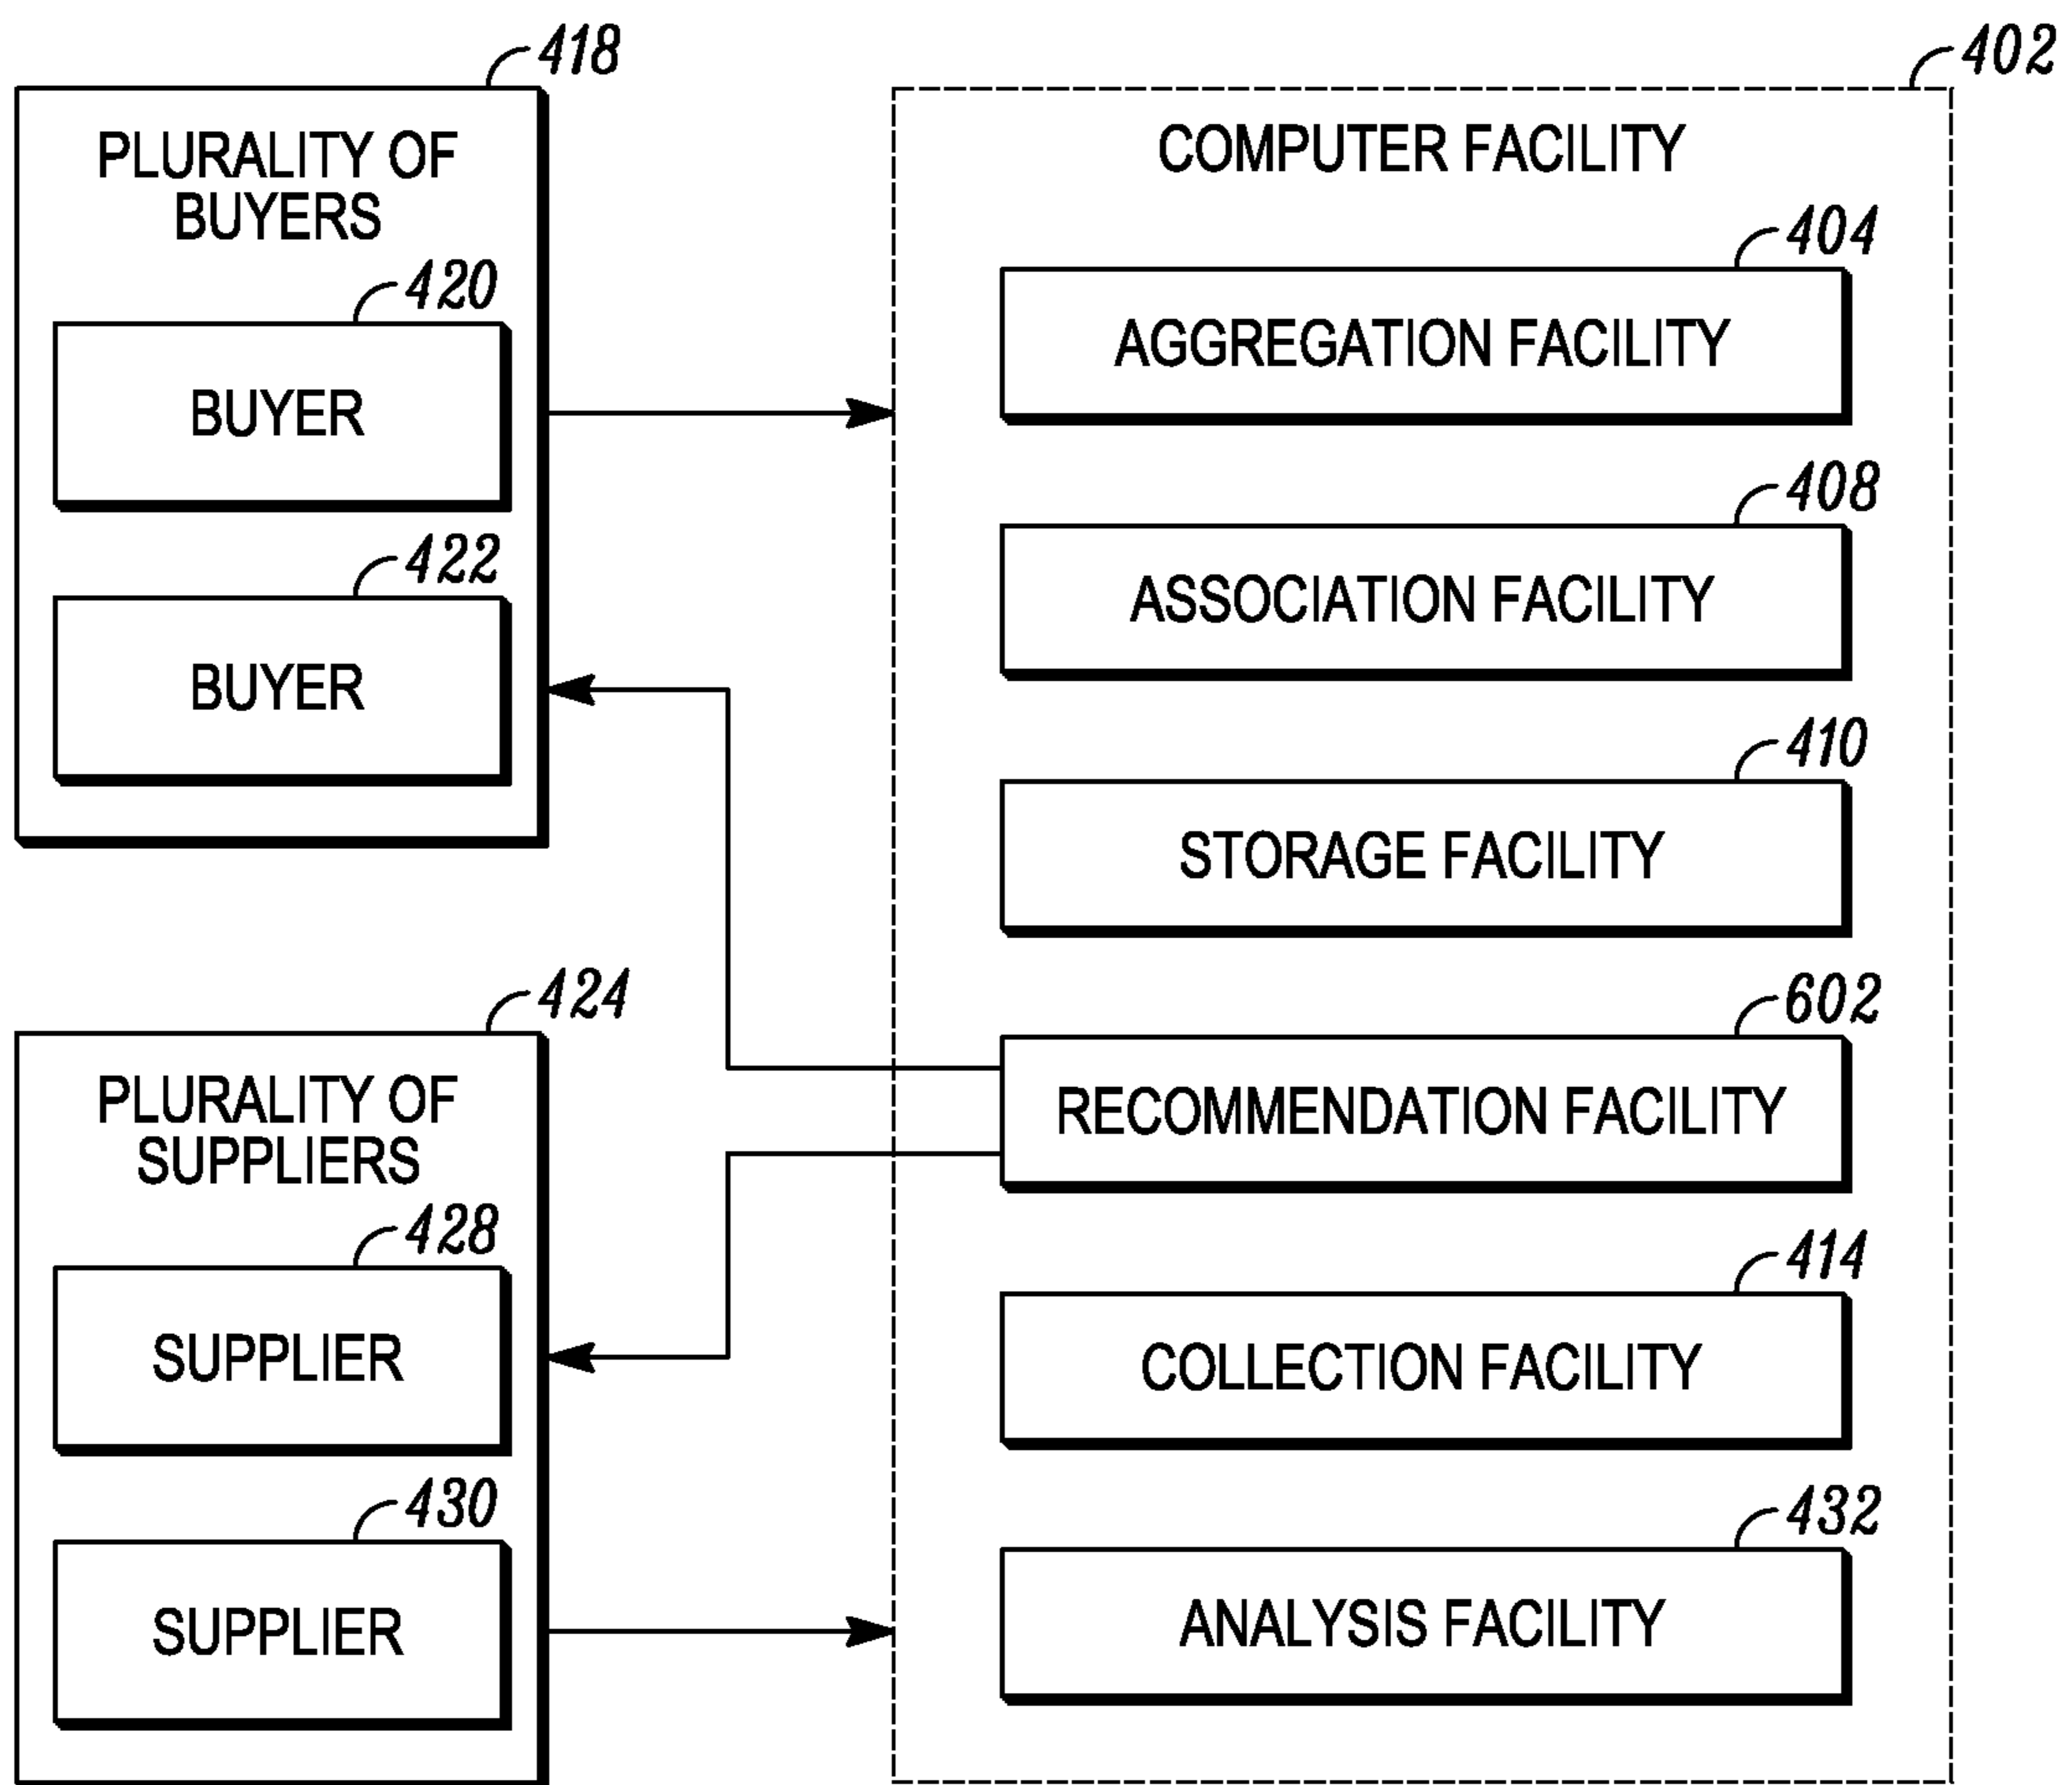 418
PLURALITY OF
BUYERS
420
BUYER
422
BUYER
424
PLURALITY OF
SUPPLIERS
428
SUPPLIER
430
SUPPLIER
402
COMPUTER FACILITY
404
AGGREGATION FACILITY
408
ASSOCIATION FACILITY
410
STORAGE FACILITY
602
RECOMMENDATION FACILITY
414
COLLECTION FACILITY
432
ANALYSIS FACILITY